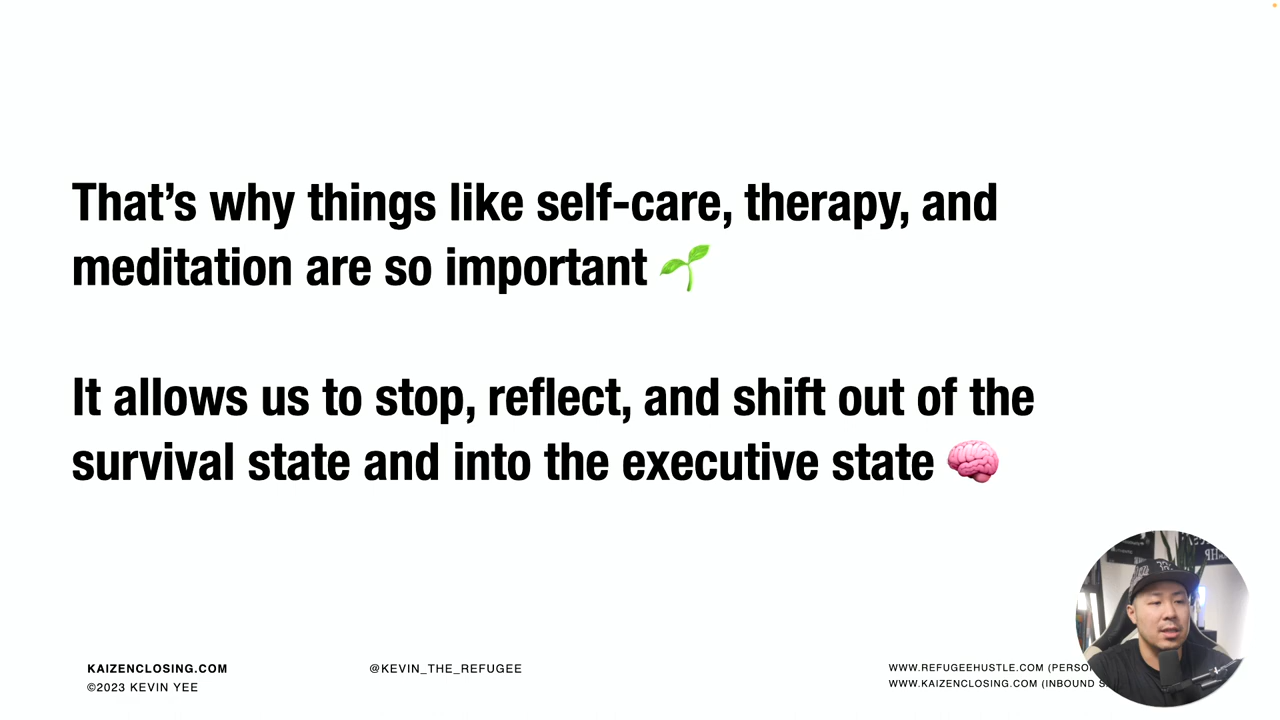 That’s why things like self-care, therapy, and
meditation are so important 🌱
It allows us to stop, reflect, and shift out of the
survival state and into the executive state 🧠
KAIZENCLOSING.COM
©2023 KEVIN YEE
@KEVIN_THE_REFUGEE
WWW.REFUGEEHUSTLE.COM
WWW.KAIZENCLOSING.COM (INBOUND